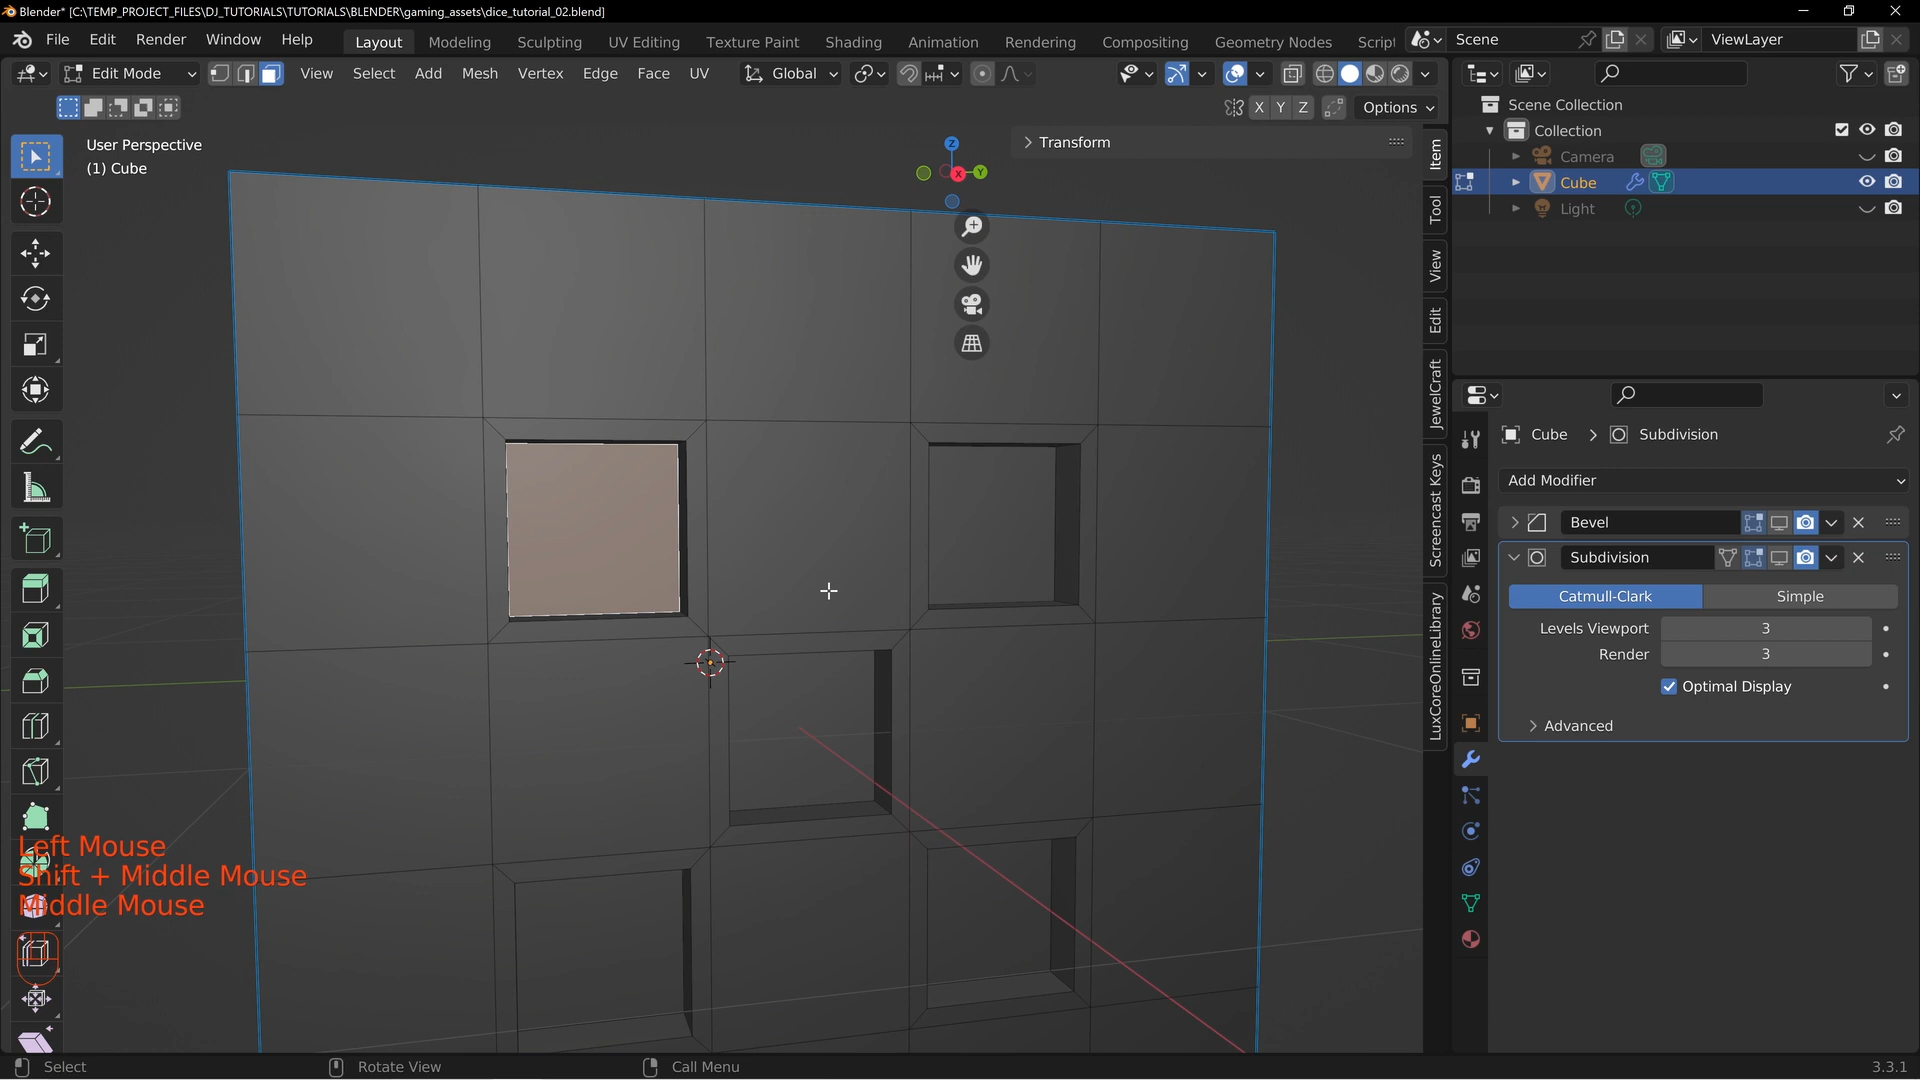 Blender* [C:\TEMP_PROJECT_FILES\DJ_TUTORIALS\TUTORIALS\BLENDER\gaming_assets\dice_tutorial_02.blend]
File Edit Render Window Help
Layout Modeling Sculpting UV Editing Texture Paint Shading Animation Rendering Compositing Geometry Nodes Script
Scene
ViewLayer
Edit Mode
View Select Add Mesh Vertex Edge Face UV
Global
X Y Z
Options
User Perspective
(1) Cube
Z
X
Y
Transform
Item
Tool
View
Edit
JewelCraft
Screencast Keys
LuxCoreOnlineLibrary
Scene Collection
Collection
Camera
Cube
Light
Cube > Subdivision
Add Modifier
Bevel
Subdivision
Catmull-Clark Simple
Levels Viewport 3
Render 3
Optimal Display
Advanced
Left Mouse
Shift + Middle Mouse
Middle Mouse
Select
Rotate View
Call Menu
3.3.1